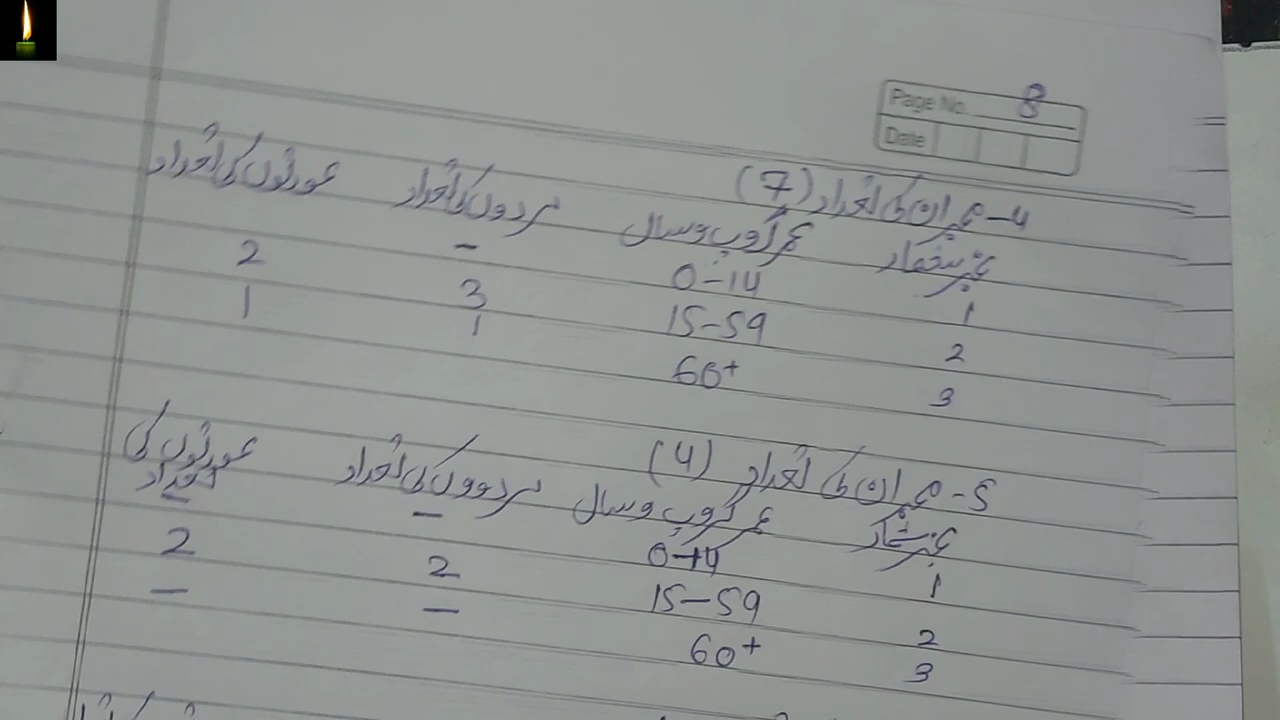 Page No. 8
Date
4- ممبران کی تعداد (7)
نمبر شمار عمر گروپ و سال مردوں کی تعداد عورتوں کی تعداد
1 0-14 - 2
2 15-59 3 1
3 60+ 1
5- ممبران کی تعداد (4)
نمبر شمار عمر گروپ و سال مردوں کی تعداد عورتوں کی تعداد
1 0-14 - -
2 15-59 2 2
3 60+ - -